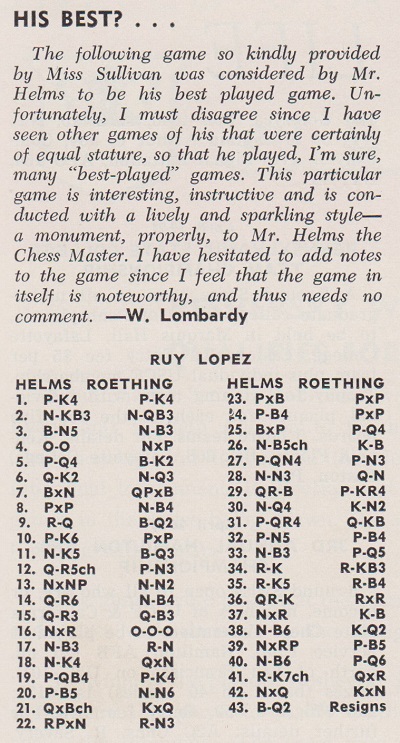 HIS BEST? . . .
The following game so kindly provided
by Miss Sullivan was considered by Mr.
Helms to be his best played game. Un-
fortunately, I must disagree since I have
seen other games of his that were certainly
of equal stature, so that he played, I'm sure,
many "best-played" games. This particular
game is interesting, instructive and is con-
ducted with a lively and sparkling style—
a monument, properly, to Mr. Helms the
Chess Master. I have hesitated to add notes
to the game since I feel that the game in
itself is noteworthy, and thus needs no
comment. —W. Lombardy
RUY LOPEZ
HELMS ROETHING
1. P-K4 P-K4
2. N-KB3 N-QB3
3. B-N5 N-B3
4. O-O NxP
5. P-Q4 B-K2
6. Q-K2 N-Q3
7. BxN QPxB
8. PxP N-B4
9. R-Q B-Q2
10. P-K6 PxP
11. N-K5 B-Q3
12. Q-R5ch P-N3
13. NxNP N-N2
14. Q-R6 N-B4
15. Q-R3 Q-B3
16. NxR O-O-O
17. N-B3 R-N
18. N-K4 QxN
19. P-QB4 P-K4
20. P-B5 N-N6
21. QxBch KxQ
22. RPxN R-N3
HELMS ROETHING
23. PxB PxP
24. P-B4 PxP
25. BxP P-Q4
26. N-B5ch K-B
27. P-QN4 P-N3
28. N-N3 Q-N
29. QR-B P-KR4
30. N-Q4 K-N2
31. P-QR4 Q-KB
32. P-N5 P-B4
33. N-B3 P-Q5
34. R-K R-KB3
35. R-K5 R-B4
36. QR-K RxR
37. NxR K-B
38. N-B6 K-Q2
39. NxRP P-B5
40. N-B6 P-Q6
41. R-K7ch QxR
42. NxQ KxN
43. B-Q2 Resigns